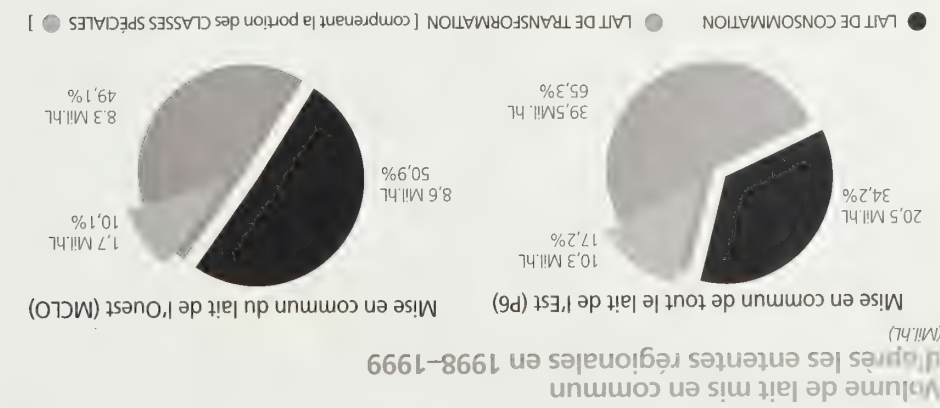 Volume de lait mis en commun
d'après les ententes régionales en 1998–1999
(Mil.hL)
Mise en commun de tout le lait de l'Est (P6)
10,3 Mil.hL
17,2%
20,5 Mil.hL
34,2%
39,5Mil. hL
65,3%
Mise en commun du lait de l'Ouest (MCLO)
1,7 Mil.hL
10,1%
8,6 Mil.hL
50,9%
8.3 Mil.hL
49,1%
LAIT DE CONSOMMATION
LAIT DE TRANSFORMATION [ comprenant la portion des CLASSES SPÉCIALES ]